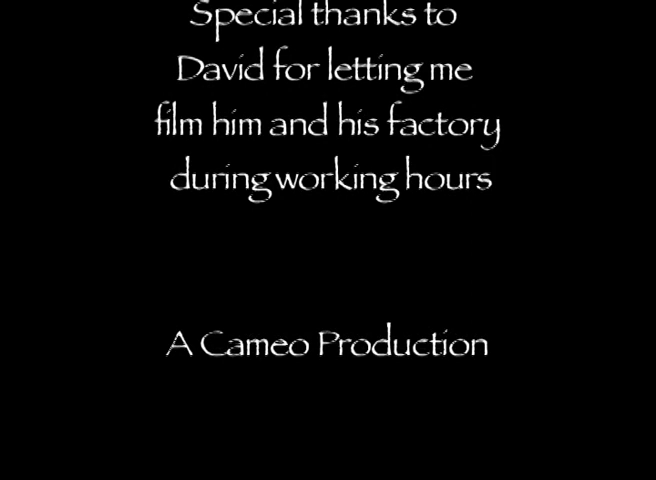 Special thanks to
David for letting me
film him and his factory
during working hours
A Cameo Production